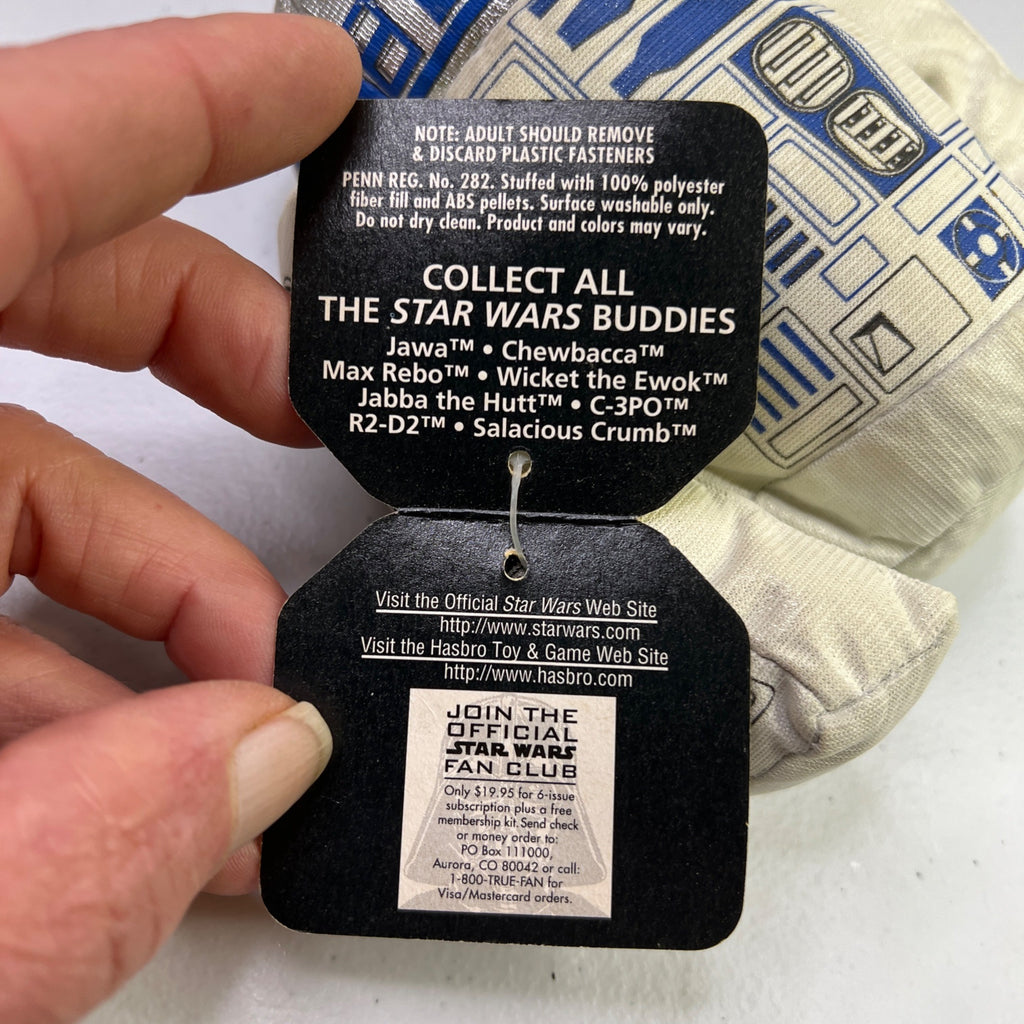 NOTE: ADULT SHOULD REMOVE
& DISCARD PLASTIC FASTENERS
PENN REG. No. 282. Stuffed with 100% polyester
fiber fill and ABS pellets. Surface washable only.
Do not dry clean. Product and colors may vary.
COLLECT ALL
THE STAR WARS BUDDIES
Jawa™ • Chewbacca™
Max Rebo™ • Wicket the Ewok™
Jabba the Hutt™ • C-3PO™
R2-D2™ • Salacious Crumb™
Visit the Official Star Wars Web Site
http://www.starwars.com
Visit the Hasbro Toy & Game Web Site
http://www.hasbro.com
JOIN THE
OFFICIAL
STAR WARS
FAN CLUB
Only $19.95 for 6-issue
subscription plus a free
membership kit. Send check
or money order to:
PO Box 111000,
Aurora, CO 80042 or call:
1-800-TRUE-FAN for
Visa/Mastercard orders.